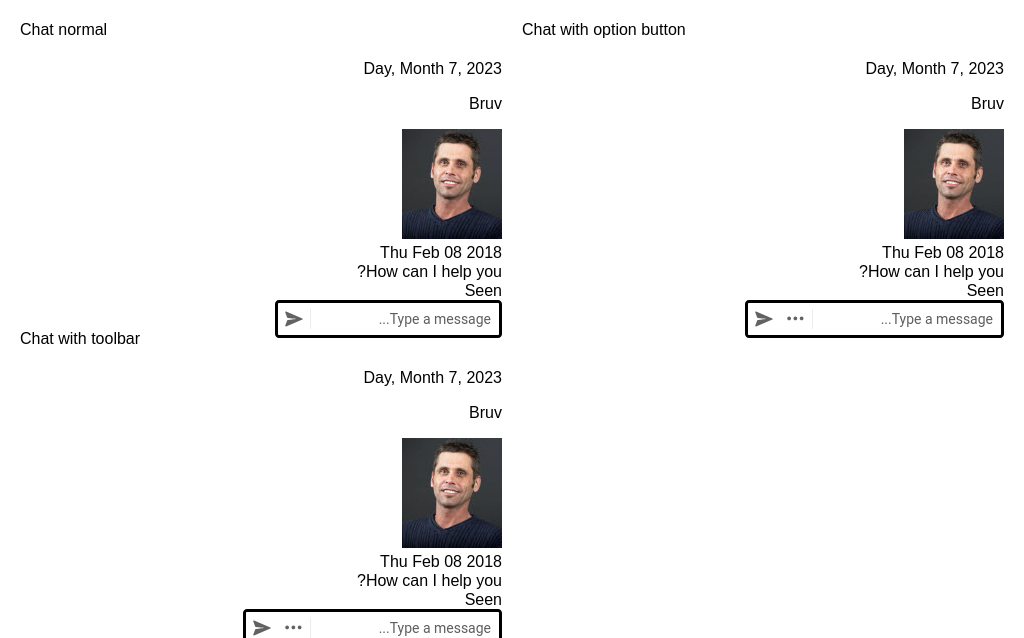 Chat normal
Day, Month 7, 2023
Bruv
Thu Feb 08 2018
?How can I help you
Seen
...Type a message
Chat with option button
Day, Month 7, 2023
Bruv
Thu Feb 08 2018
?How can I help you
Seen
...Type a message
Chat with toolbar
Day, Month 7, 2023
Bruv
Thu Feb 08 2018
?How can I help you
Seen
...Type a message